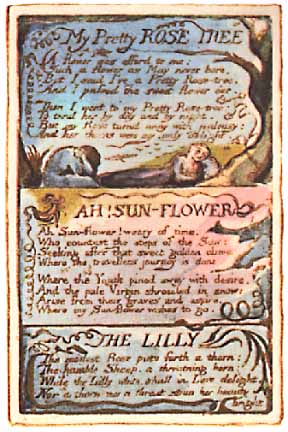 My Pretty ROSE TREE
A flower was offerd to me:
Such a flower as May never bore.
But I said I've a Pretty Rose-tree.
And I passed the sweet flower o'er.
Then I went to my Pretty Rose-tree:
To tend her by day and by night.
But my Rose turnd away with jealousy:
And her thorns were my only delight.
AH! SUN-FLOWER
Ah Sun-flower! weary of time.
Who countest the steps of the Sun:
Seeking after that sweet golden clime
Where the travellers journey is done.
Where the Youth pined away with desire,
And the pale Virgin shrouded in snow:
Arise from their graves and aspire,
Where my Sun-flower wishes to go.
THE LILLY
The modest Rose puts forth a thorn:
The humble Sheep. a threatning horn:
While the Lilly white, shall in Love delight,
Nor a thorn nor a threat stain her beauty
bright